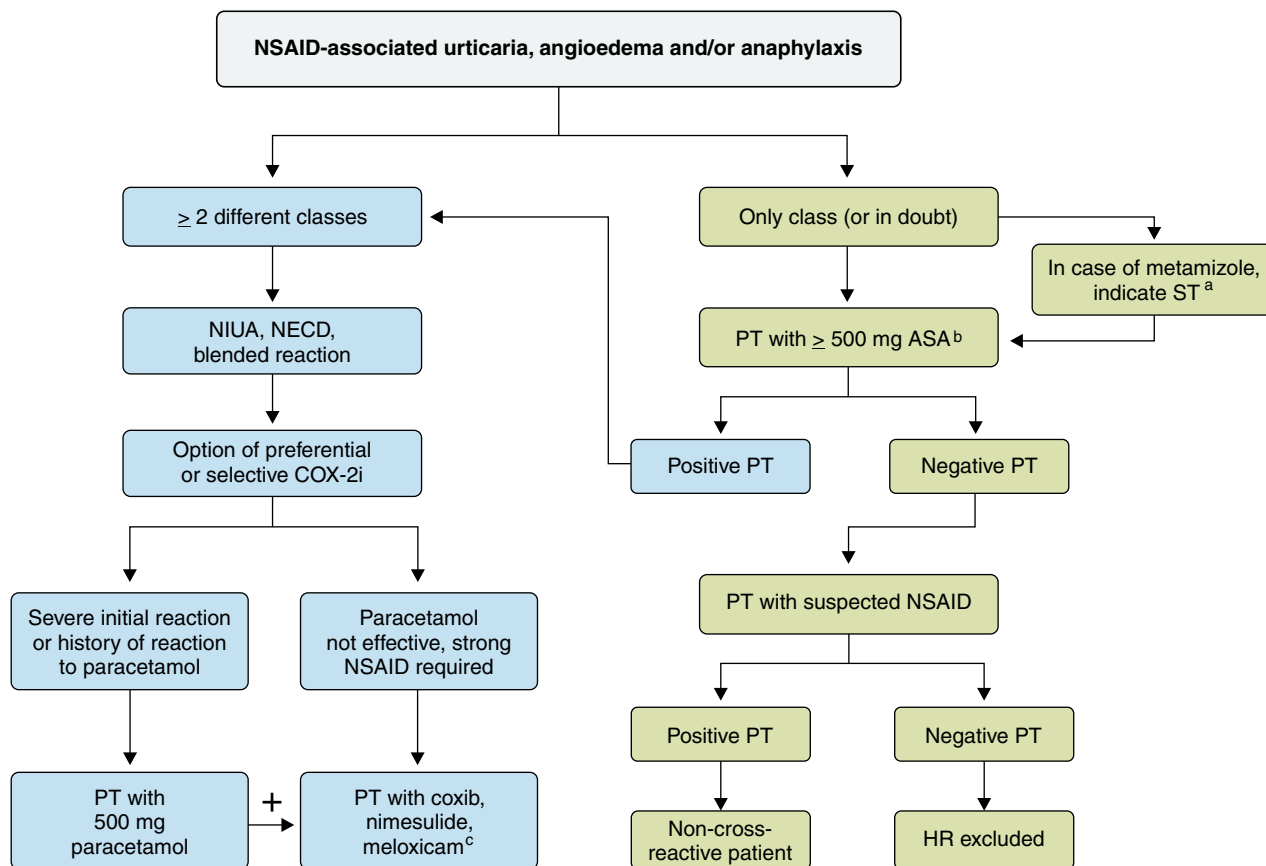 NSAID-associated urticaria, angioedema and/or anaphylaxis
≥ 2 different classes
Only class (or in doubt)
In case of metamizole,
indicate ST a
NIUA, NECD,
blended reaction
PT with ≥ 500 mg ASA b
Option of preferential
or selective COX-2i
Positive PT
Negative PT
Severe initial reaction
or history of reaction
to paracetamol
Paracetamol
not effective, strong
NSAID required
PT with suspected NSAID
Positive PT
Negative PT
PT with
500 mg
paracetamol
+
PT with coxib,
nimesulide,
meloxicam c
Non-cross-
reactive patient
HR excluded